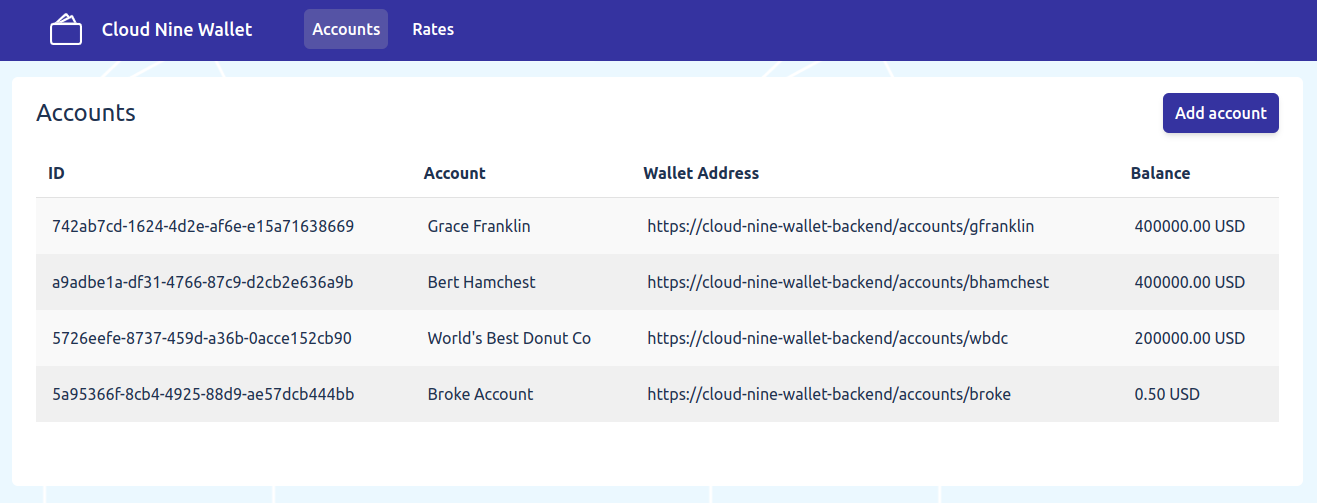 Cloud Nine Wallet Accounts Rates
Accounts Add account
ID Account Wallet Address Balance
742ab7cd-1624-4d2e-af6e-e15a71638669 Grace Franklin https://cloud-nine-wallet-backend/accounts/gfranklin 400000.00 USD
a9adbe1a-df31-4766-87c9-d2cb2e636a9b Bert Hamchest https://cloud-nine-wallet-backend/accounts/bhamchest 400000.00 USD
5726eefe-8737-459d-a36b-0acce152cb90 World's Best Donut Co https://cloud-nine-wallet-backend/accounts/wbdc 200000.00 USD
5a95366f-8cb4-4925-88d9-ae57dcb444bb Broke Account https://cloud-nine-wallet-backend/accounts/broke 0.50 USD